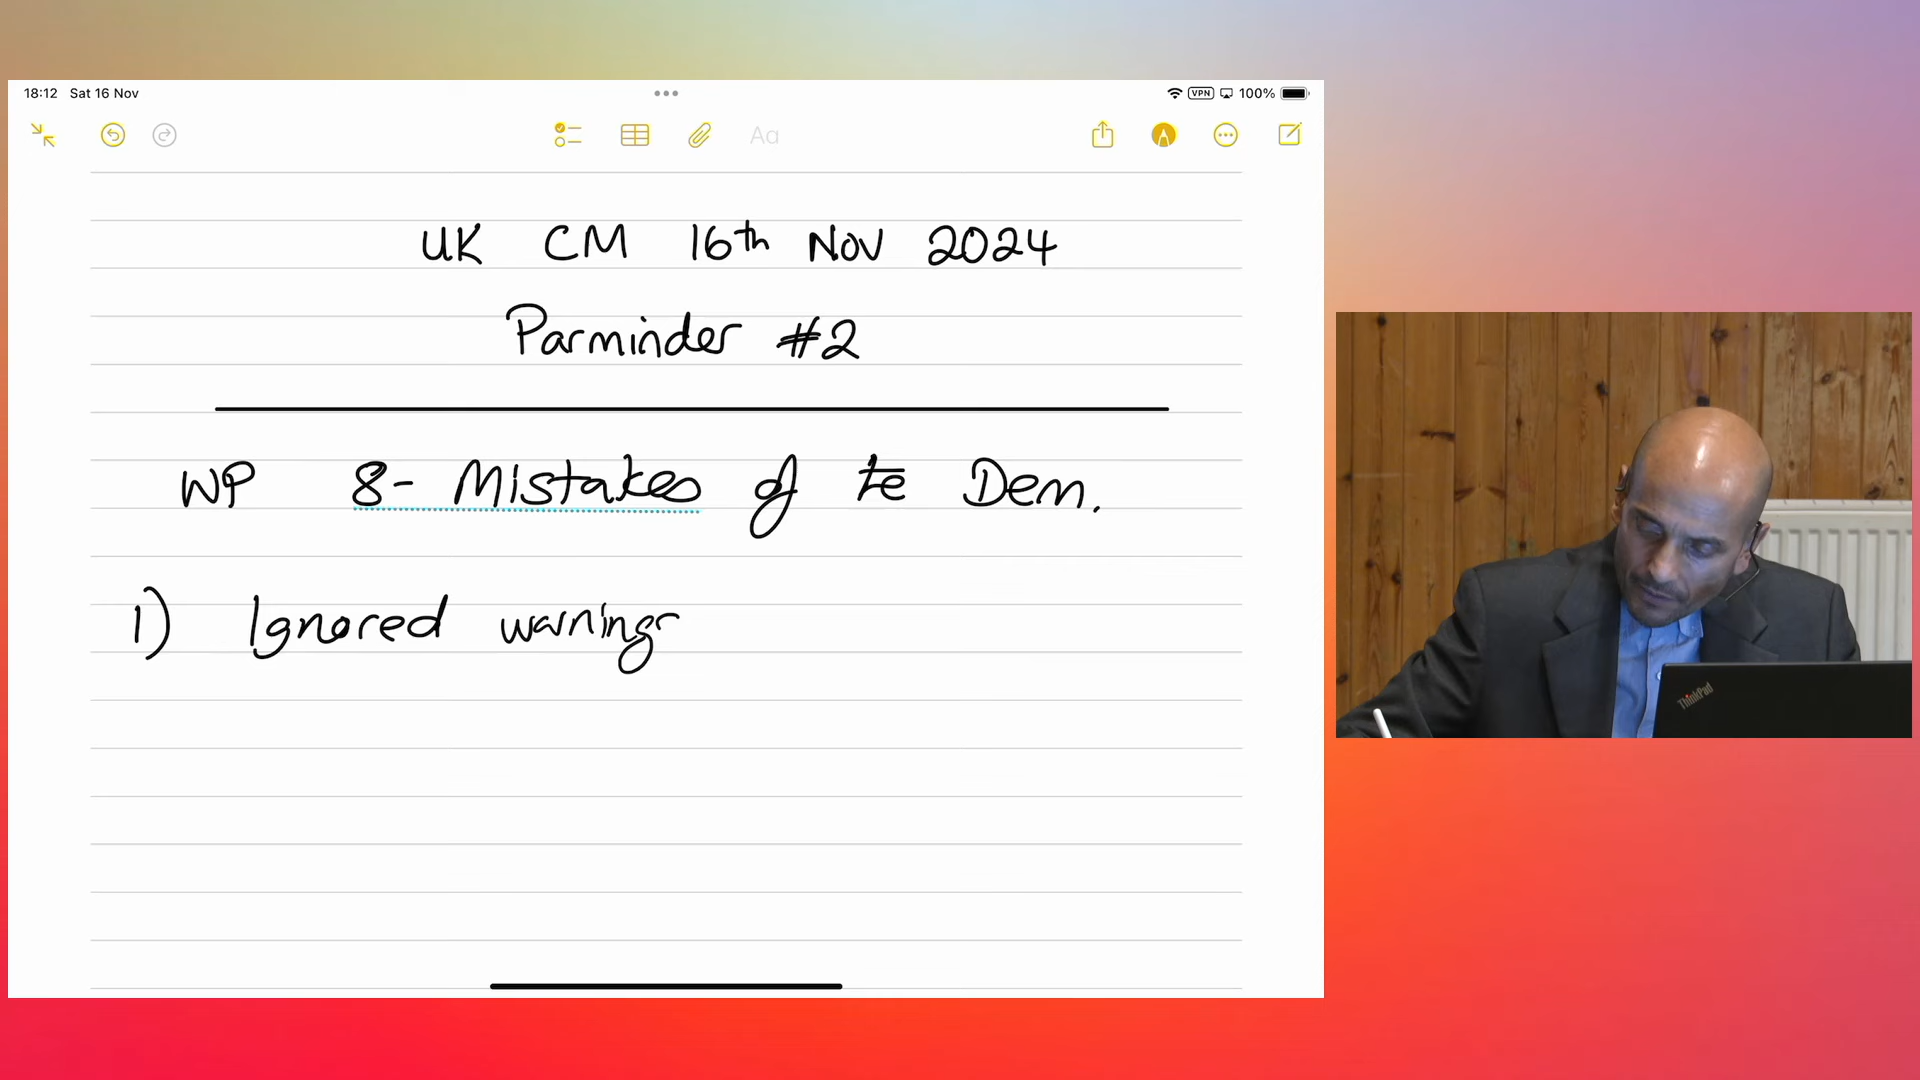 18:12 Sat 16 Nov
VPN 100%
Aa
UK CM 16th Nov 2024
Parminder #2
WP 8- Mistakes of te Dem.
1) Ignored warnings
ThinkPad